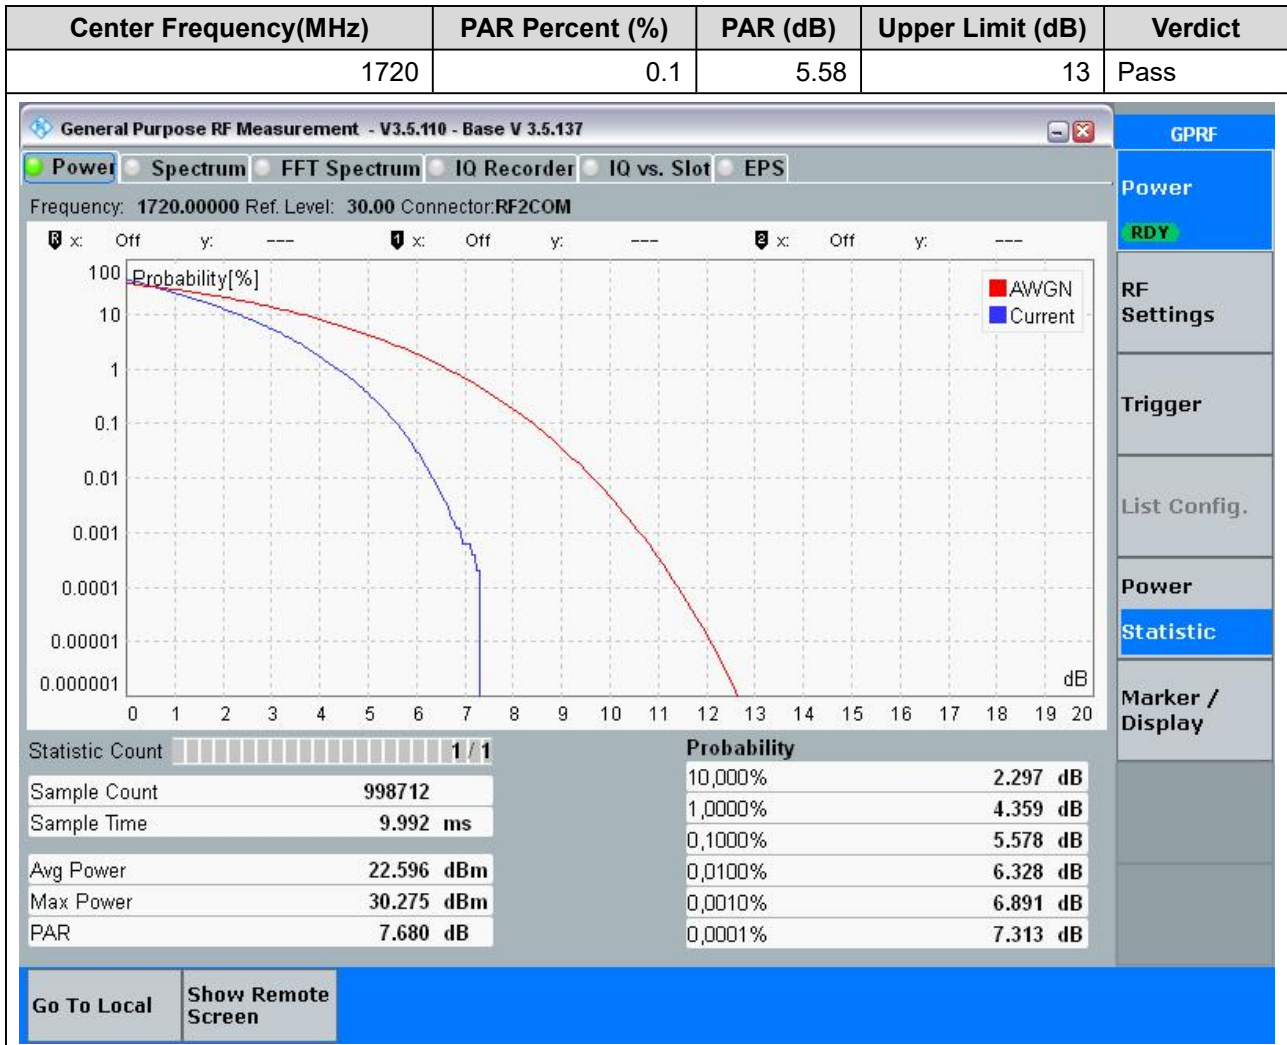 Center Frequency(MHz) PAR Percent (%) PAR (dB) Upper Limit (dB) Verdict
1720 0.1 5.58 13 Pass
General Purpose RF Measurement - V3.5.110 - Base V 3.5.137
GPRF
Power Spectrum FFT Spectrum IQ Recorder IQ vs. Slot EPS
Frequency: 1720.00000 Ref. Level: 30.00 Connector:RF2COM
R x: Off y: --- 1 x: Off y: --- 2 x: Off y: ---
Probability[%]
AWGN
Current
100
10
1
0.1
0.01
0.001
0.0001
0.00001
0.000001
dB
0 1 2 3 4 5 6 7 8 9 10 11 12 13 14 15 16 17 18 19 20
Statistic Count 1 / 1
Sample Count 998712
Sample Time 9.992 ms
Avg Power 22.596 dBm
Max Power 30.275 dBm
PAR 7.680 dB
Probability
10,000% 2.297 dB
1,0000% 4.359 dB
0,1000% 5.578 dB
0,0100% 6.328 dB
0,0010% 6.891 dB
0,0001% 7.313 dB
Power
RDY
RF
Settings
Trigger
List Config.
Power
Statistic
Marker /
Display
Go To Local
Show Remote
Screen